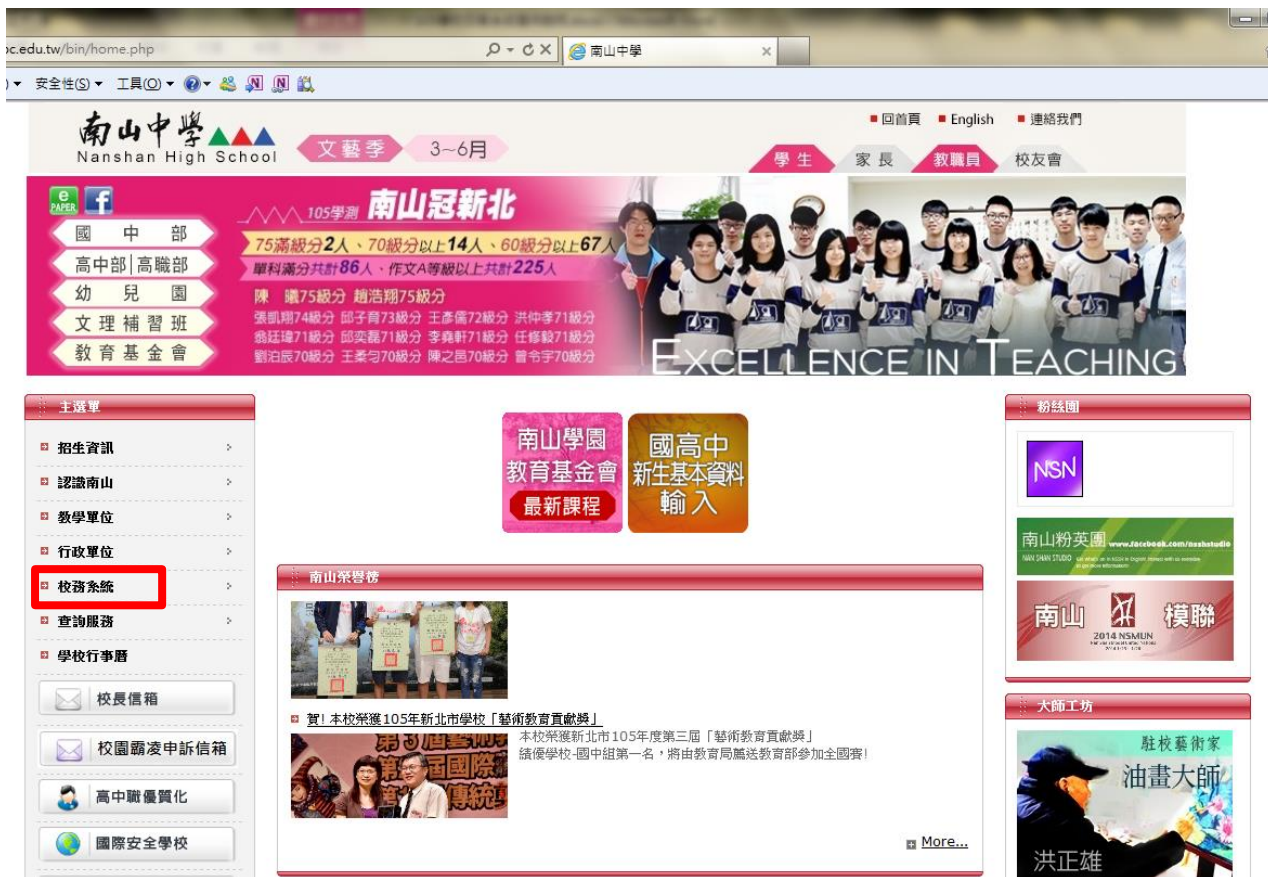 oc.edu.tw/bin/home.php
南山中學
安全性(S) 工具(O)
南山中學
Nanshan High School
文藝季 3~6月
回首頁 English 連絡我們
學生 家長 教職員 校友會
e PAPER f
國中部
高中部|高職部
幼兒園
文理補習班
教育基金會
105學測 南山冠新北
75滿級分2人、70級分以上14人、60級分以上67人
單科滿分共計86人、作文A等級以上共計225人
陳 曦75級分 趙浩翔75級分
張凱翔74級分 邱子育73級分 王彥儒72級分 洪仲孝71級分
翁廷瑋71級分 邱奕磊71級分 李堯軒71級分 任修毅71級分
劉泊辰70級分 王柔勻70級分 陳之邑70級分 曾令宇70級分
EXCELLENCE IN TEACHING
主選單
招生資訊
認識南山
教學單位
行政單位
校務系統
查詢服務
學校行事曆
校長信箱
校園霸凌申訴信箱
高中職優質化
國際安全學校
南山學園
教育基金會
最新課程
國高中
新生基本資料
輸入
南山榮譽榜
賀! 本校榮獲105年新北市學校「藝術教育貢獻獎」
本校榮獲新北市105年度第三屆「藝術教育貢獻獎」
績優學校-國中組第一名，將由教育局薦送教育部參加全國賽!
第3屆藝術
屆國際
傳統
More...
粉絲團
NSN
南山粉英團 www.facebook.com/nsshstudio
NAN SHAN STUDIO
南山 模聯
2014 NSMUN
大師工坊
駐校藝術家
油畫大師
洪正雄